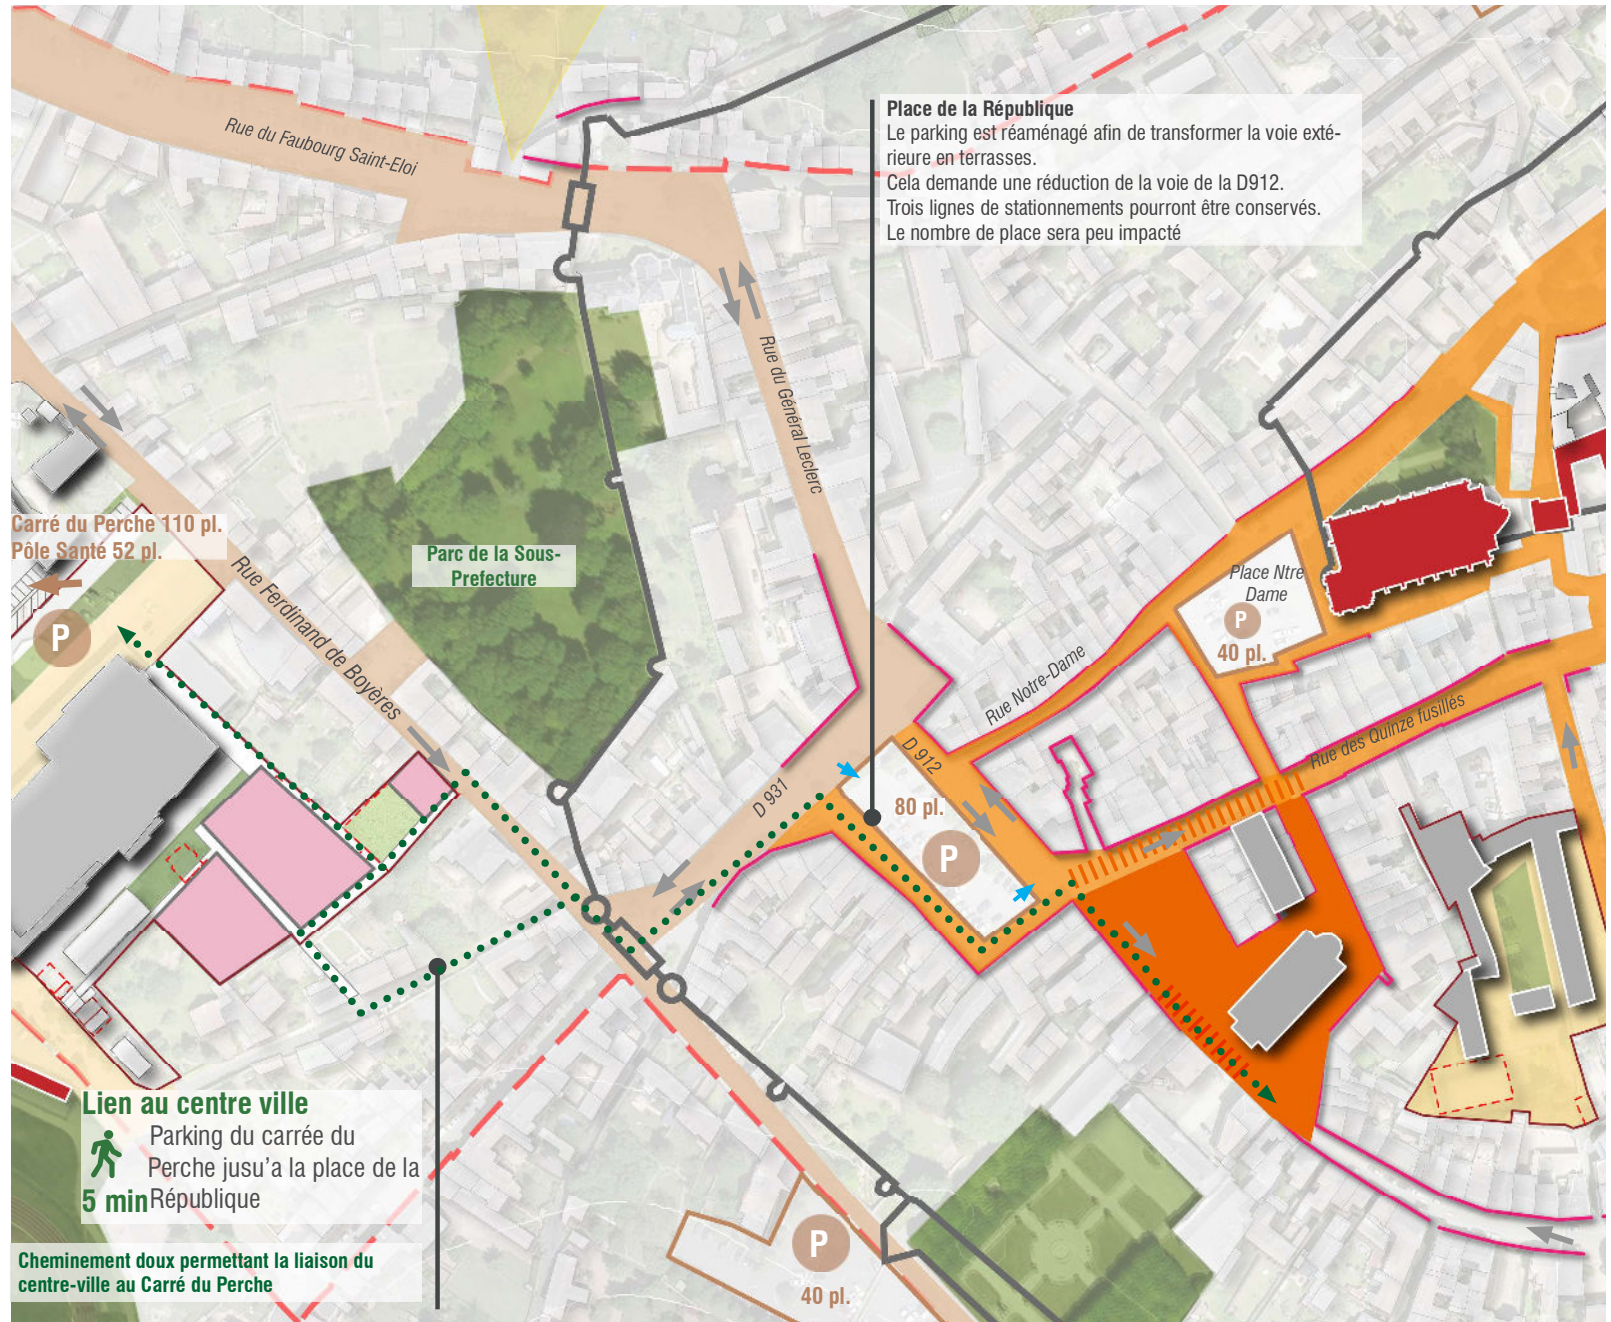 Place de la République
Le parking est réaménagé afin de transformer la voie exté-
rieure en terrasses.
Cela demande une réduction de la voie de la D912.
Trois lignes de stationnements pourront être conservés.
Le nombre de place sera peu impacté
Rue du Faubourg Saint-Eloi
Rue du Général Leclerc
Carré du Perche 110 pl.
Pôle Santé 52 pl.
P
Rue Ferdinand de Boyères
Parc de la Sous-
Prefecture
Place Ntre
Dame
P
40 pl.
Rue Notre-Dame
Rue des Quinze fusillés
D 912
D 931
80 pl.
P
Lien au centre ville
Parking du carrée du
Perche jusu'a la place de la
5 min République
Cheminement doux permettant la liaison du
centre-ville au Carré du Perche
P
40 pl.